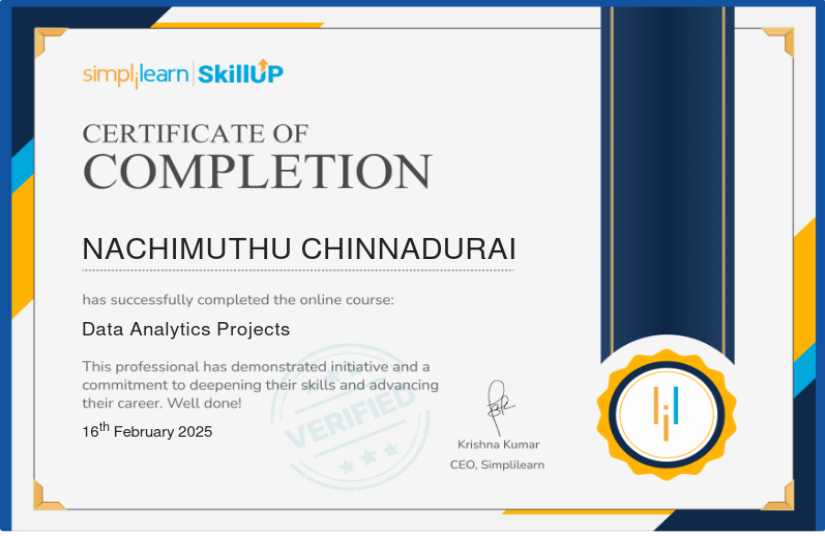 simplilearn | SkillUP
CERTIFICATE OF
COMPLETION
NACHIMUTHU CHINNADURAI
has successfully completed the online course:
Data Analytics Projects
This professional has demonstrated initiative and a
commitment to deepening their skills and advancing
their career. Well done!
16th February 2025
VERIFIED
Krishna Kumar
CEO, Simplilearn